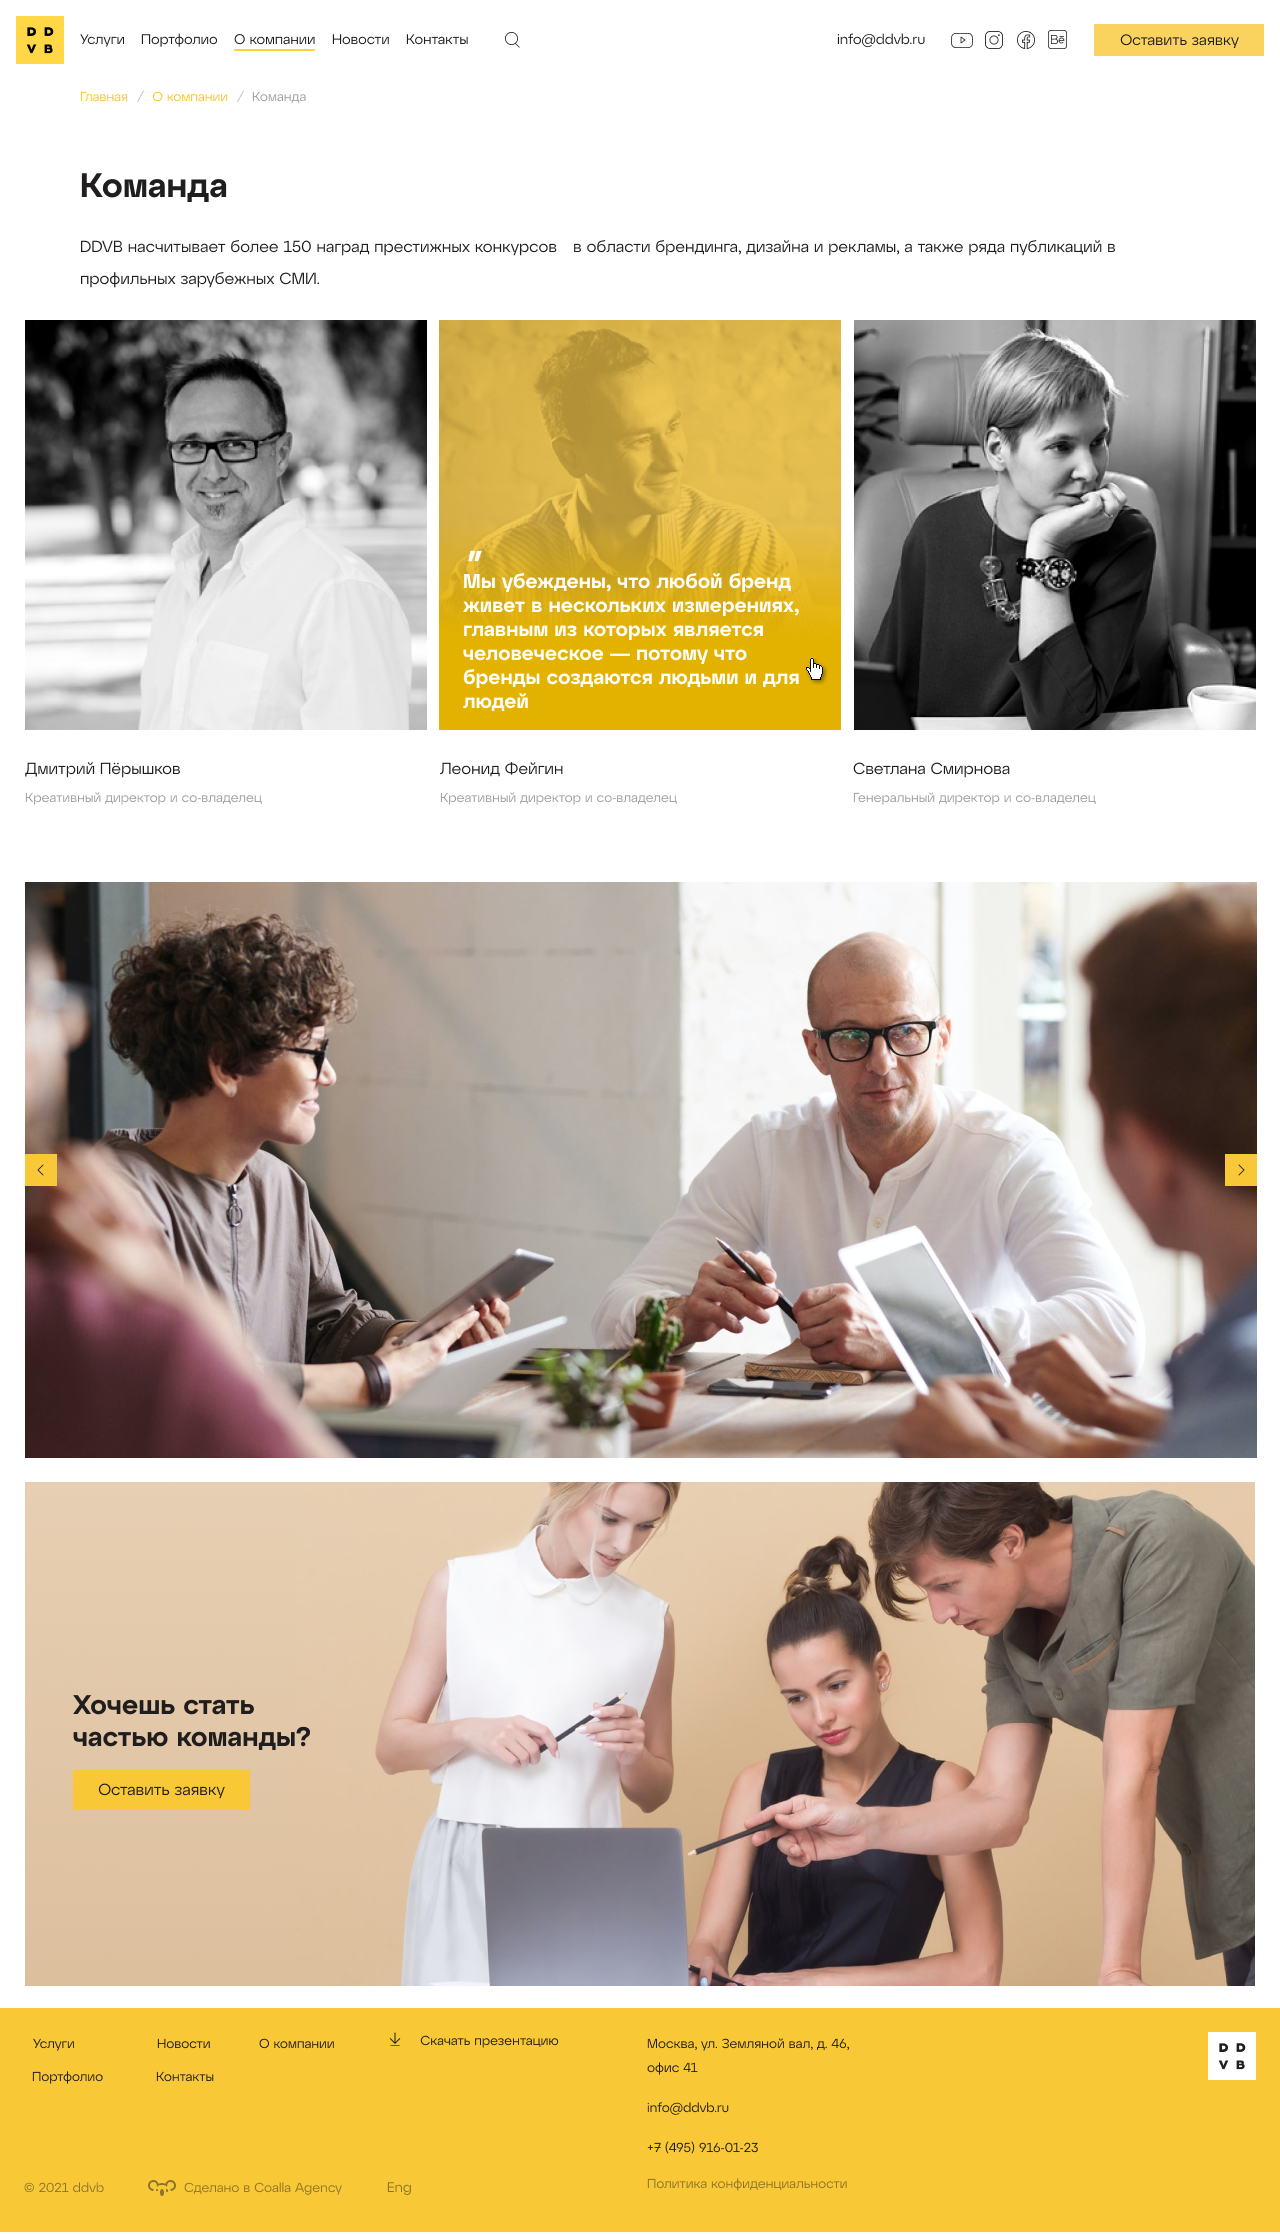 DD
VB
Услуги Портфолио О компании Новости Контакты
info@ddvb.ru
Bē
Оставить заявку
Главная / О компании / Команда
Команда
DDVB насчитывает более 150 наград престижных конкурсов в области брендинга, дизайна и рекламы, а также ряда публикаций в
профильных зарубежных СМИ.
"
Мы убеждены, что любой бренд
живет в нескольких измерениях,
главным из которых является
человеческое — потому что
бренды создаются людьми и для
людей
Дмитрий Пёрышков
Креативный директор и со-владелец
Леонид Фейгин
Креативный директор и со-владелец
Светлана Смирнова
Генеральный директор и со-владелец
Хочешь стать
частью команды?
Оставить заявку
Услуги
Новости
О компании
Скачать презентацию
Портфолио
Контакты
Москва, ул. Земляной вал, д. 46,
офис 41
info@ddvb.ru
+7 (495) 916-01-23
Политика конфиденциальности
DD
VB
© 2021 ddvb
Сделано в Coalla Agency
Eng